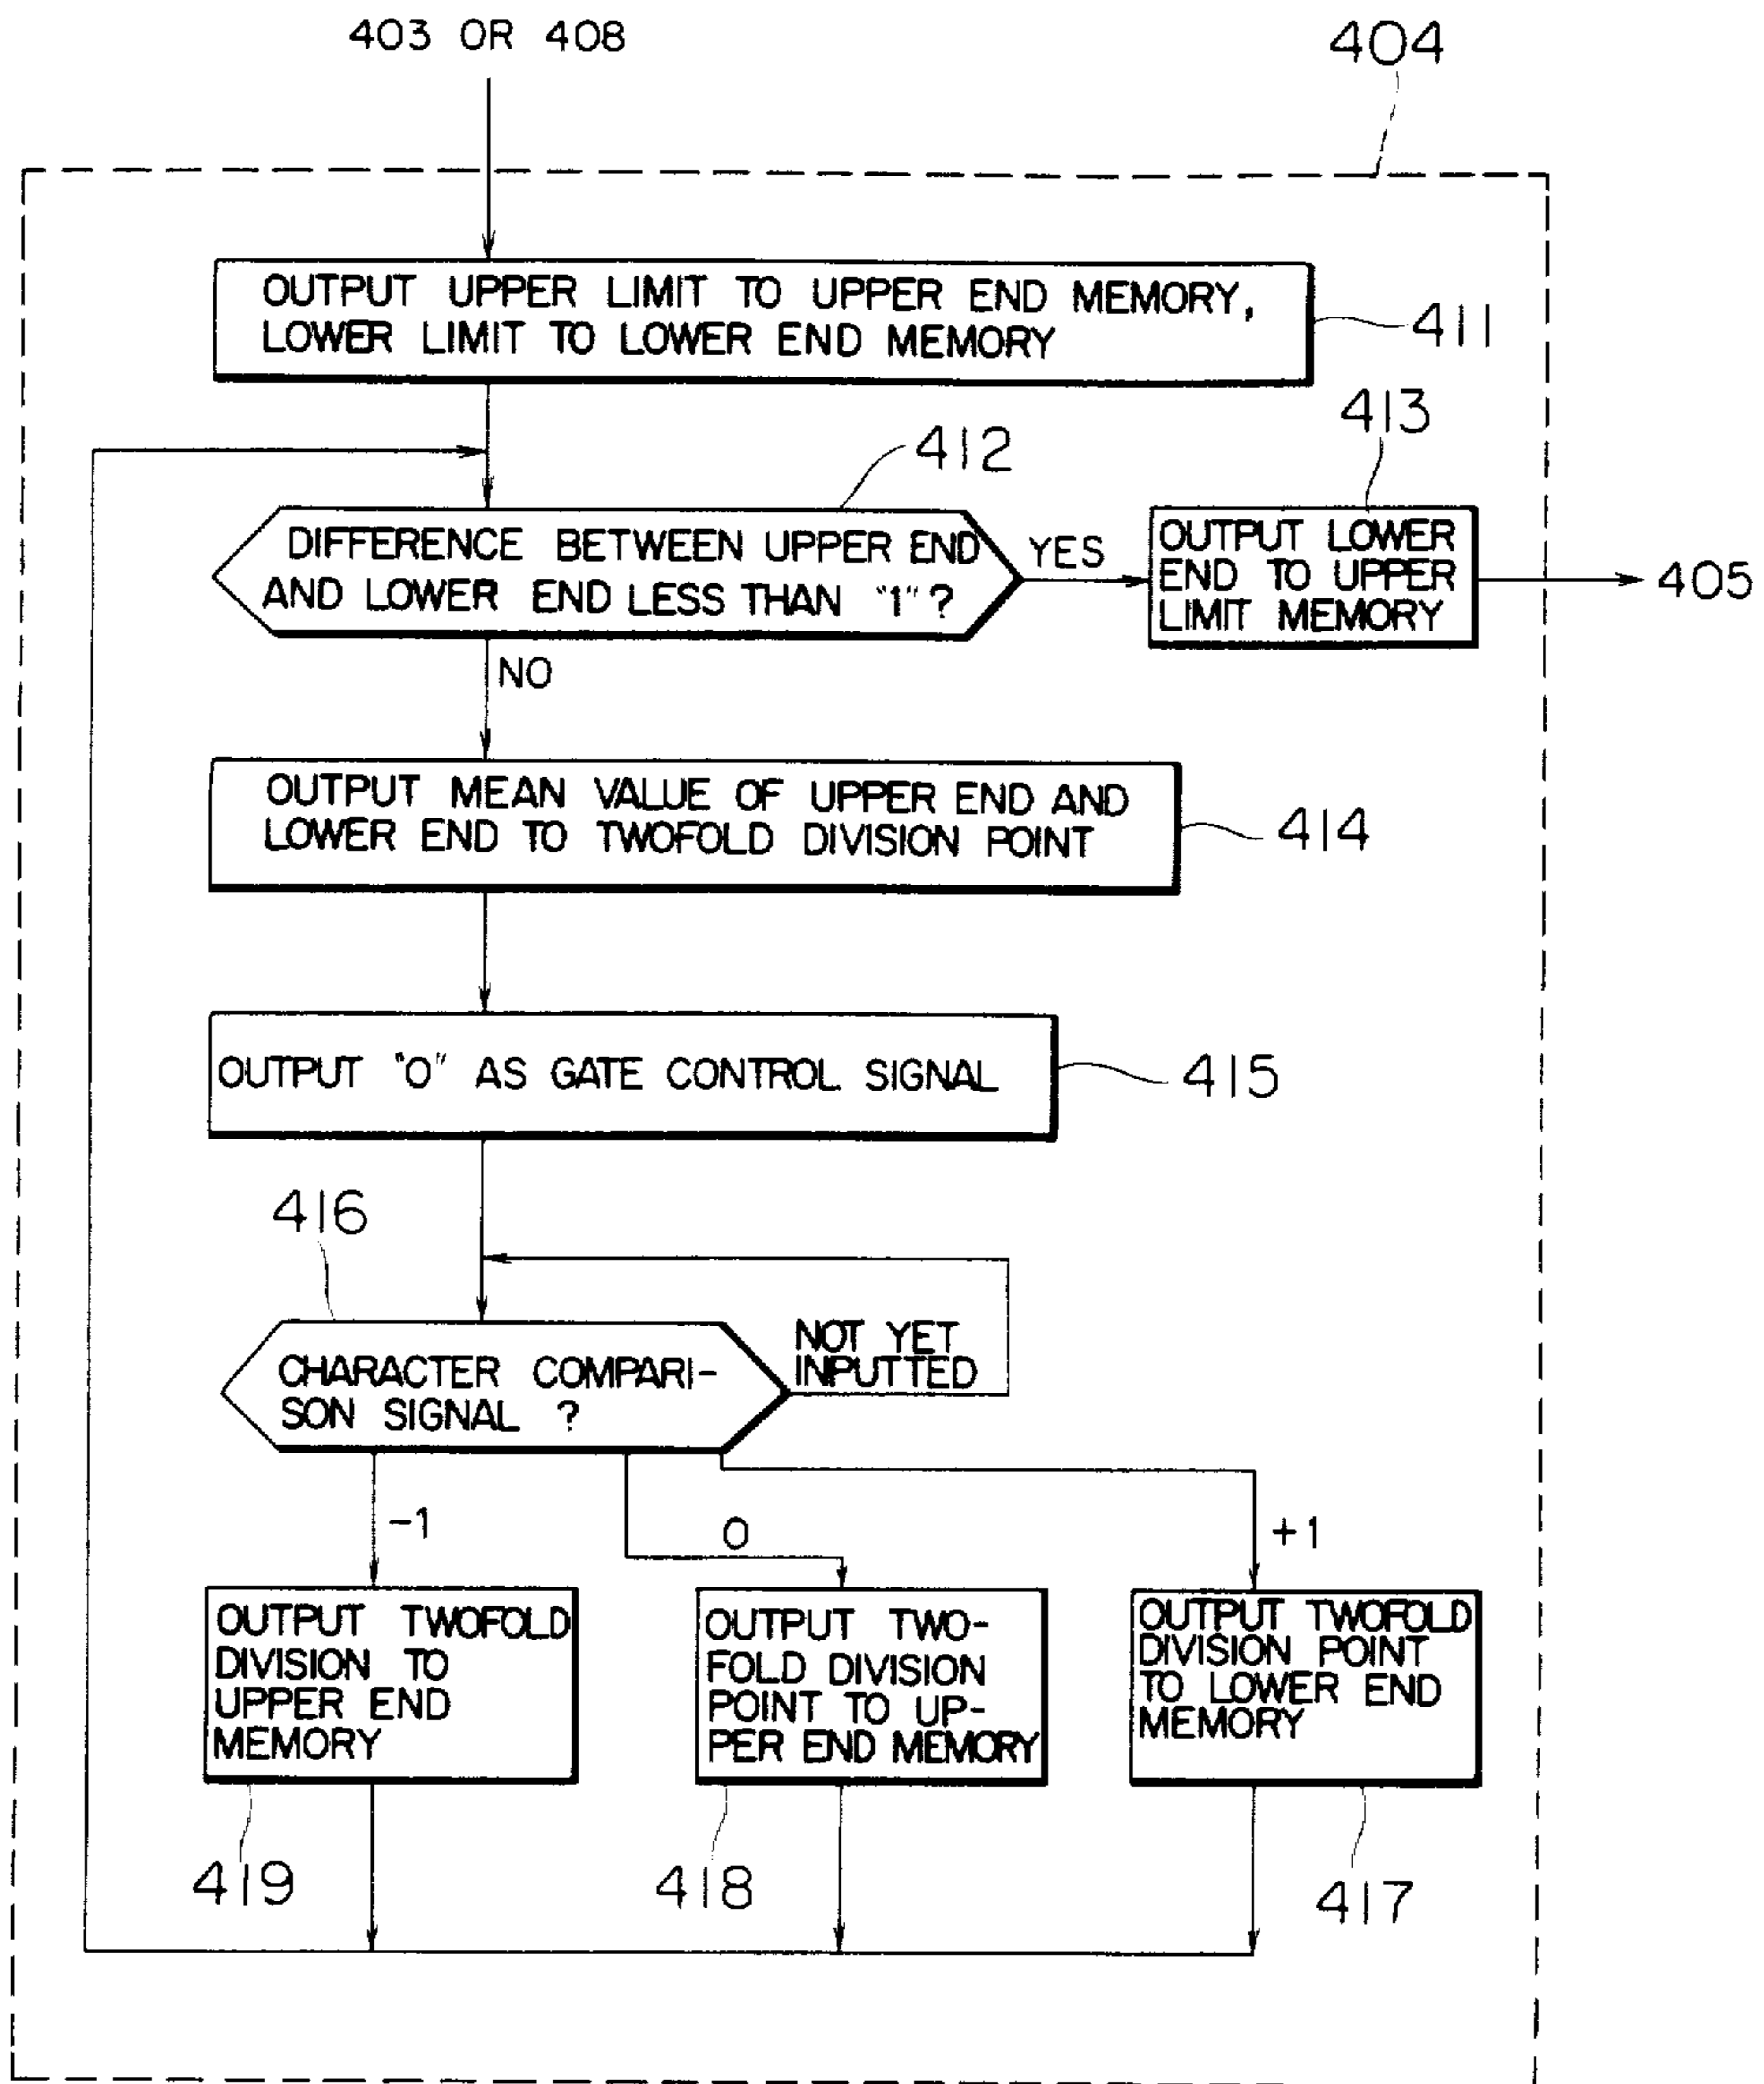 403 OR 408
404
OUTPUT UPPER LIMIT TO UPPER END MEMORY,
LOWER LIMIT TO LOWER END MEMORY
411
412
413
DIFFERENCE BETWEEN UPPER END
AND LOWER END LESS THAN "1"?
YES
OUTPUT LOWER
END TO UPPER
LIMIT MEMORY
405
NO
OUTPUT MEAN VALUE OF UPPER END AND
LOWER END TO TWOFOLD DIVISION POINT
414
OUTPUT "0" AS GATE CONTROL SIGNAL
415
416
CHARACTER COMPARI-
SON SIGNAL ?
NOT YET
INPUTTED
-1
0
+1
OUTPUT TWOFOLD
DIVISION TO
UPPER END
MEMORY
OUTPUT TWO-
FOLD DIVISION
POINT TO UP-
PER END MEMORY
OUTPUT TWOFOLD
DIVISION POINT
TO LOWER END
MEMORY
419
418
417